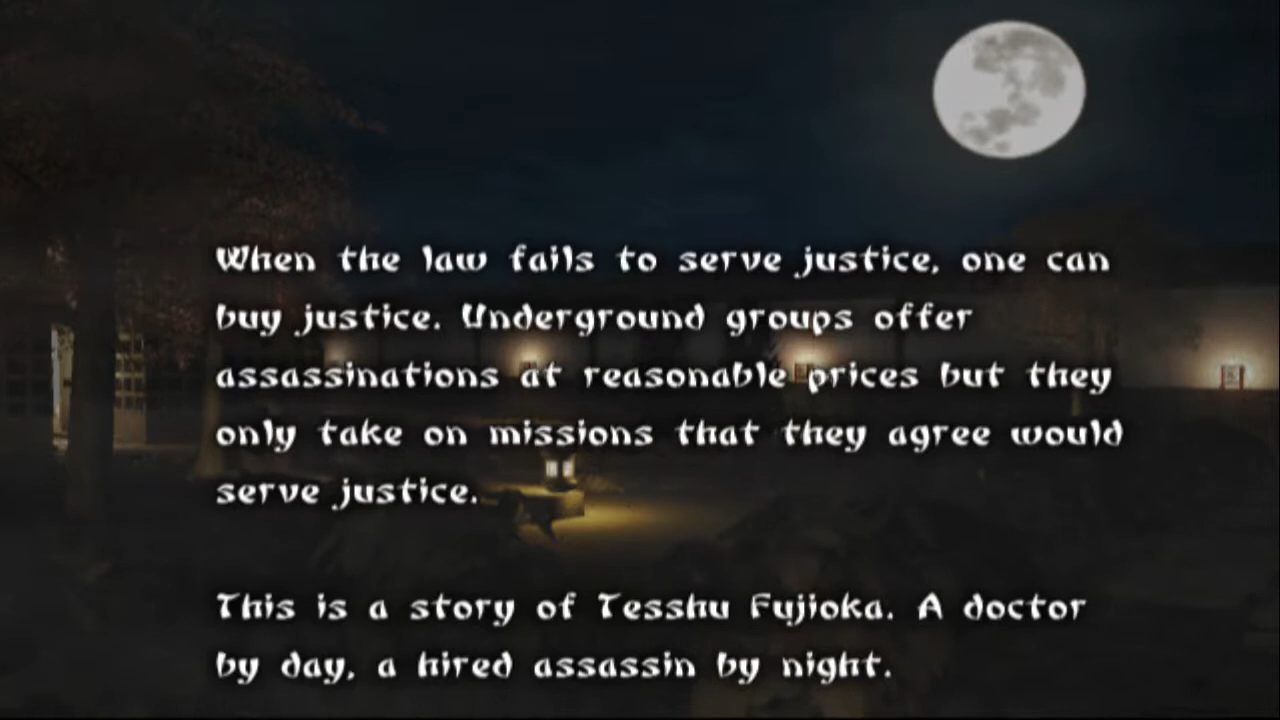 When the law fails to serve justice, one can
buy justice. Underground groups offer
assassinations at reasonable prices but they
only take on missions that they agree would
serve justice.
This is a story of Tesshu Fujioka. A doctor
by day, a hired assassin by night.